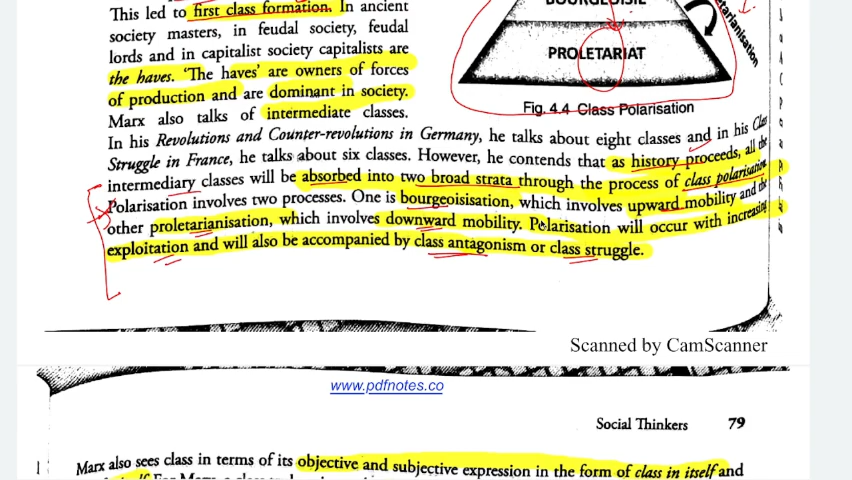 This led to first class formation. In ancient
society masters, in feudal society, feudal
lords and in capitalist society capitalists are
the haves. 'The haves' are owners of forces
of production and are dominant in society.
Marx also talks of intermediate classes.
BOURGEOISIE
PROLETARIAT
Fig. 4.4 Class Polarisation
In his Revolutions and Counter-revolutions in Germany, he talks about eight classes and in his Class
Struggle in France, he talks about six classes. However, he contends that as history proceeds, all the
intermediary classes will be absorbed into two broad strata through the process of class polarisation.
Polarisation involves two processes. One is bourgeoisisation, which involves upward mobility and the
other proletarianisation, which involves downward mobility. Polarisation will occur with increasing
exploitation and will also be accompanied by class antagonism or class struggle.
Scanned by CamScanner
www.pdfnotes.co
Social Thinkers 79
Marx also sees class in terms of its objective and subjective expression in the form of class in itself and